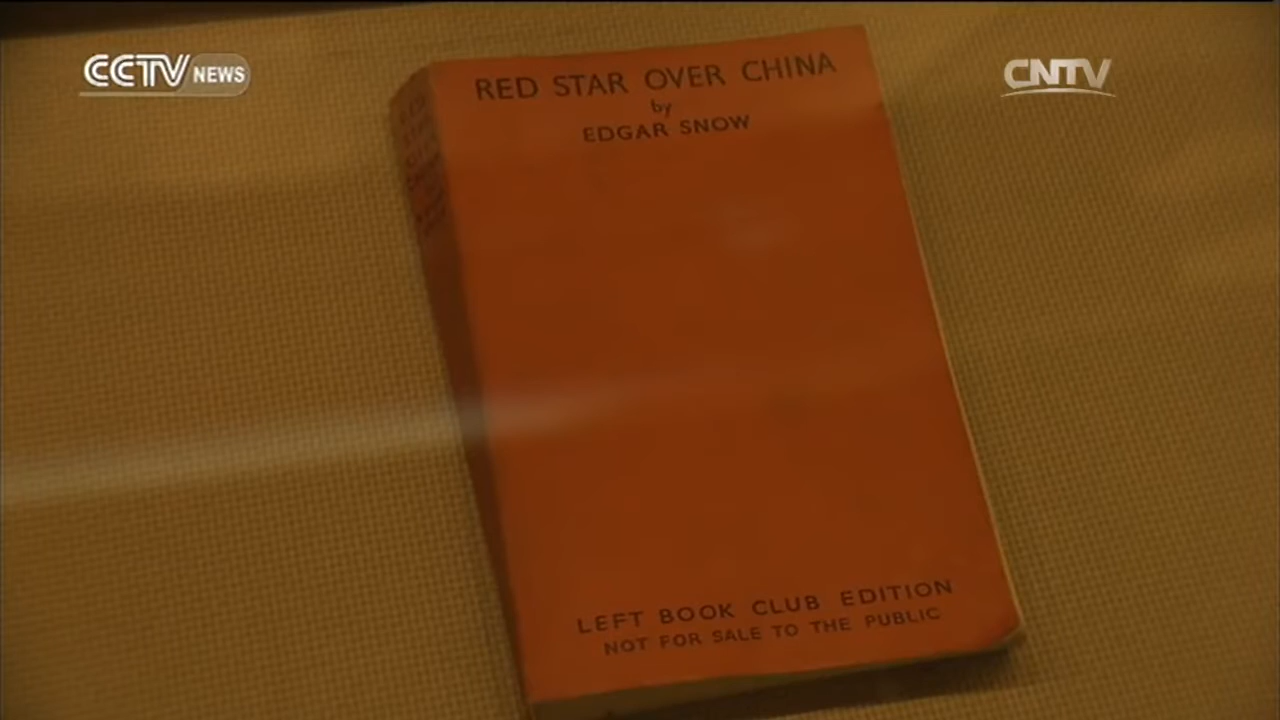 CCTV NEWS
CNTV
RED STAR OVER CHINA
by
EDGAR SNOW
LEFT BOOK CLUB EDITION
NOT FOR SALE TO THE PUBLIC